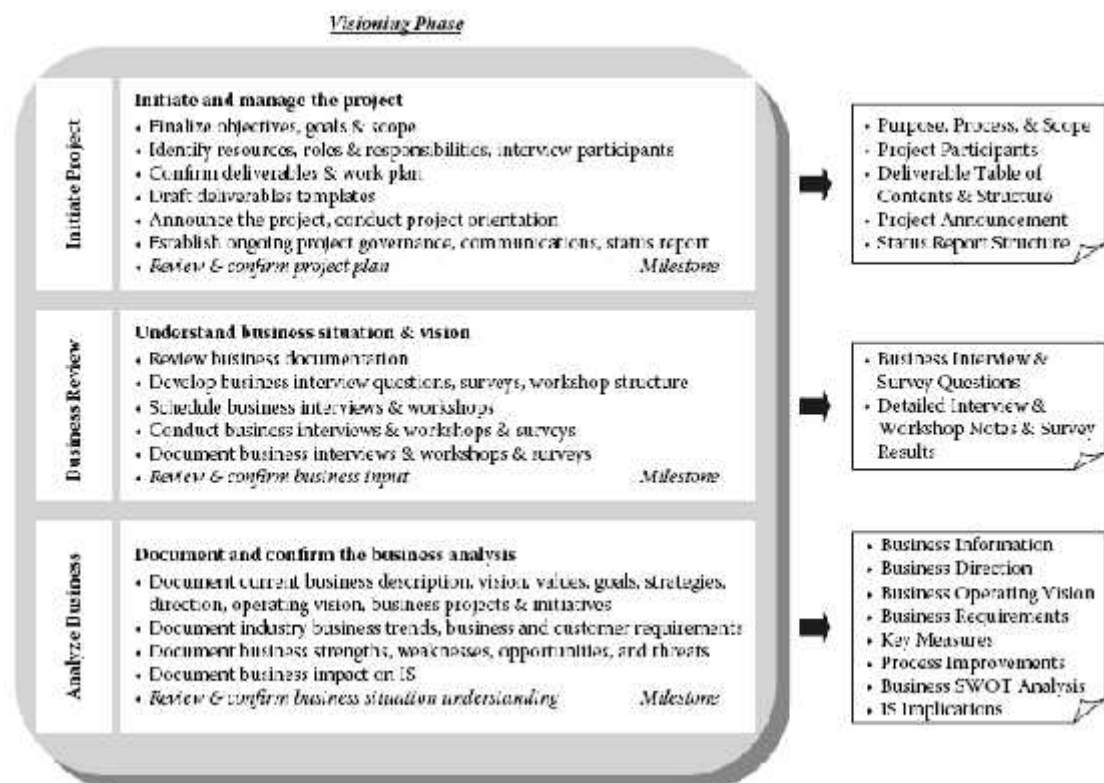 Visioning Phase
Initiate Project
Initiate and manage the project
• Finalize objectives, goals & scope
• Identify resources, roles & responsibilities, interview participants
• Confirm deliverables & work plan
• Draft deliverables templates
• Announce the project, conduct project orientation
• Establish ongoing project governance, communications, status report
• Review & confirm project plan Milestone
• Purpose, Process, & Scope
• Project Participants
• Deliverable Table of
Contents & Structure
• Project Announcement
• Status Report Structure
Business Review
Understand business situation & vision
• Review business documentation
• Develop business interview questions, surveys, workshop structure
• Schedule business interviews & workshops
• Conduct business interviews & workshops & surveys
• Document business interviews & workshops & surveys
• Review & confirm business input Milestone
• Business Interview &
Survey Questions
• Detailed Interview &
Workshop Notes & Survey
Results
Analyze Business
Document and confirm the business analysis
• Document current business description, vision, values, goals, strategies,
direction, operating vision, business projects & initiatives
• Document industry business trends, business and customer requirements
• Document business strengths, weaknesses, opportunities, and threats
• Document business impact on IS
• Review & confirm business situation understanding Milestone
• Business Information
• Business Direction
• Business Operating Vision
• Business Requirements
• Key Measures
• Process Improvements
• Business SWOT Analysis
• IS Implications